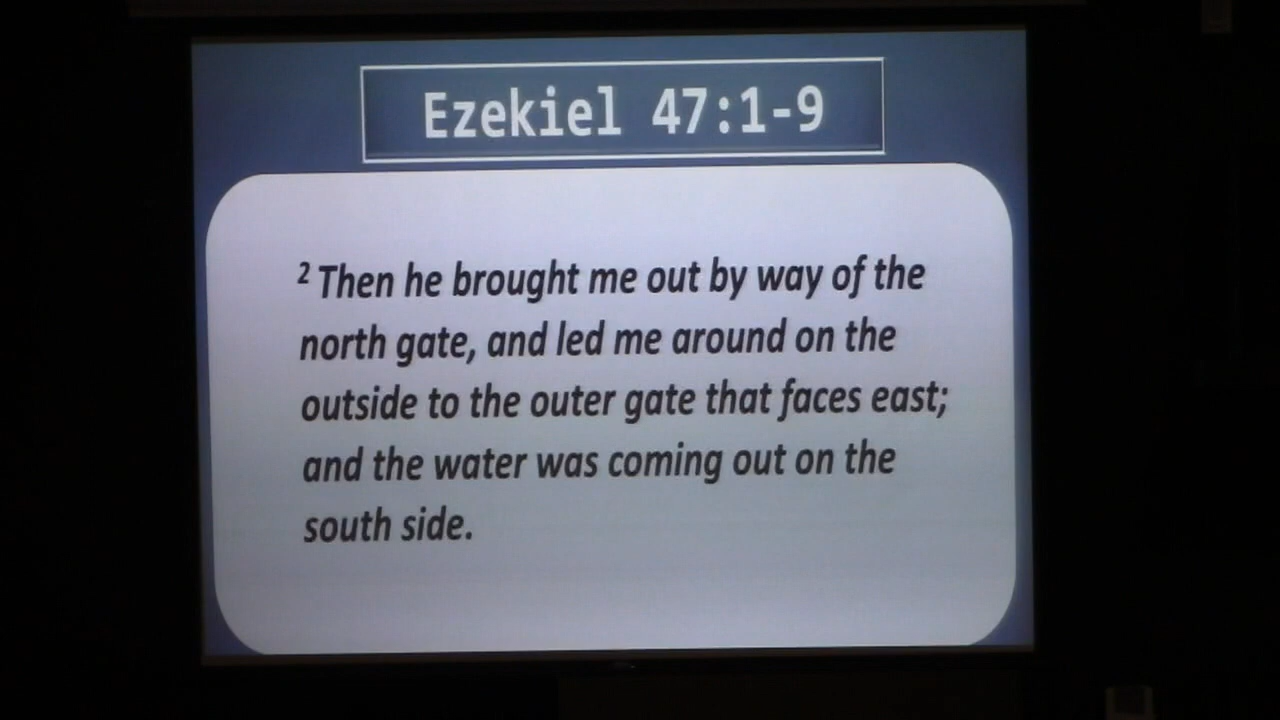 Ezekiel 47:1-9
² Then he brought me out by way of the
north gate, and led me around on the
outside to the outer gate that faces east;
and the water was coming out on the
south side.